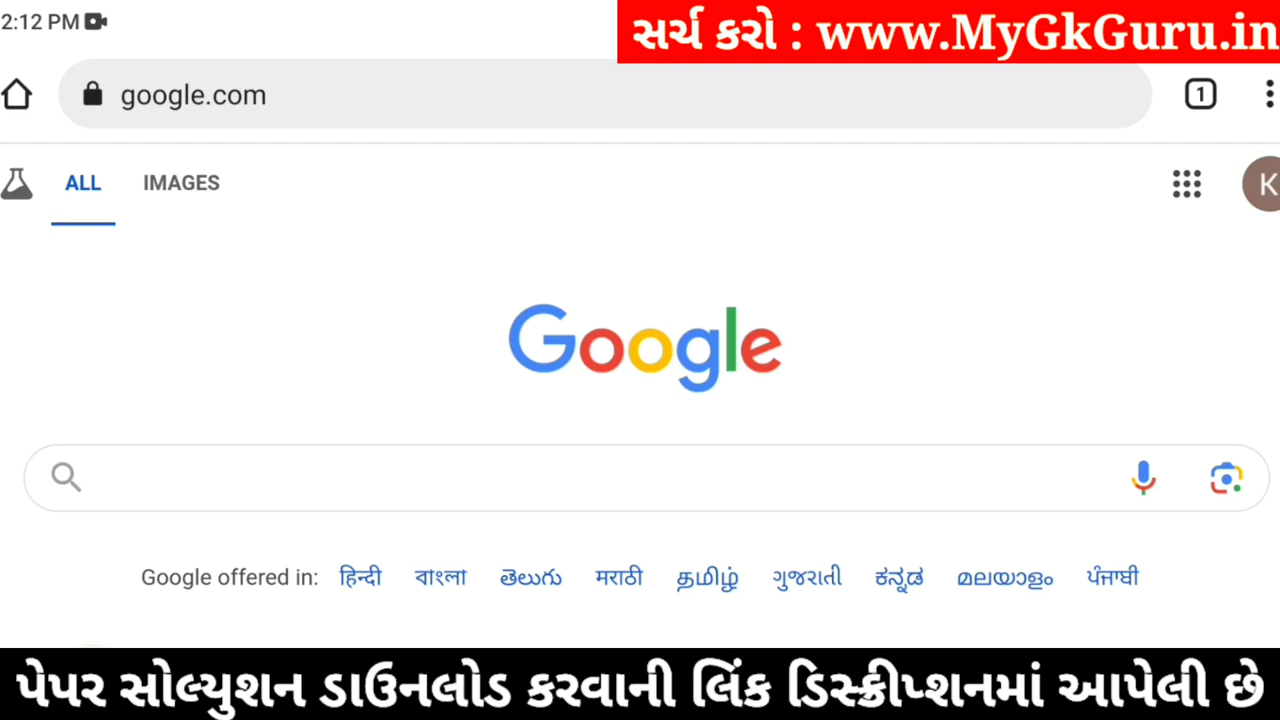 2:12 PM
સર્ચ કરો : www.MyGkGuru.in
google.com
1
ALL IMAGES
K
Google
Google offered in: हिन्दी বাংলা తెలుగు मराठी தமிழ் ગુજરાતી ಕನ್ನಡ മലയാളം ਪੰਜਾਬੀ
પેપર સોલ્યુશન ડાઉનલોડ કરવાની લિંક ડિસ્ક્રીપ્શનમાં આપેલી છે